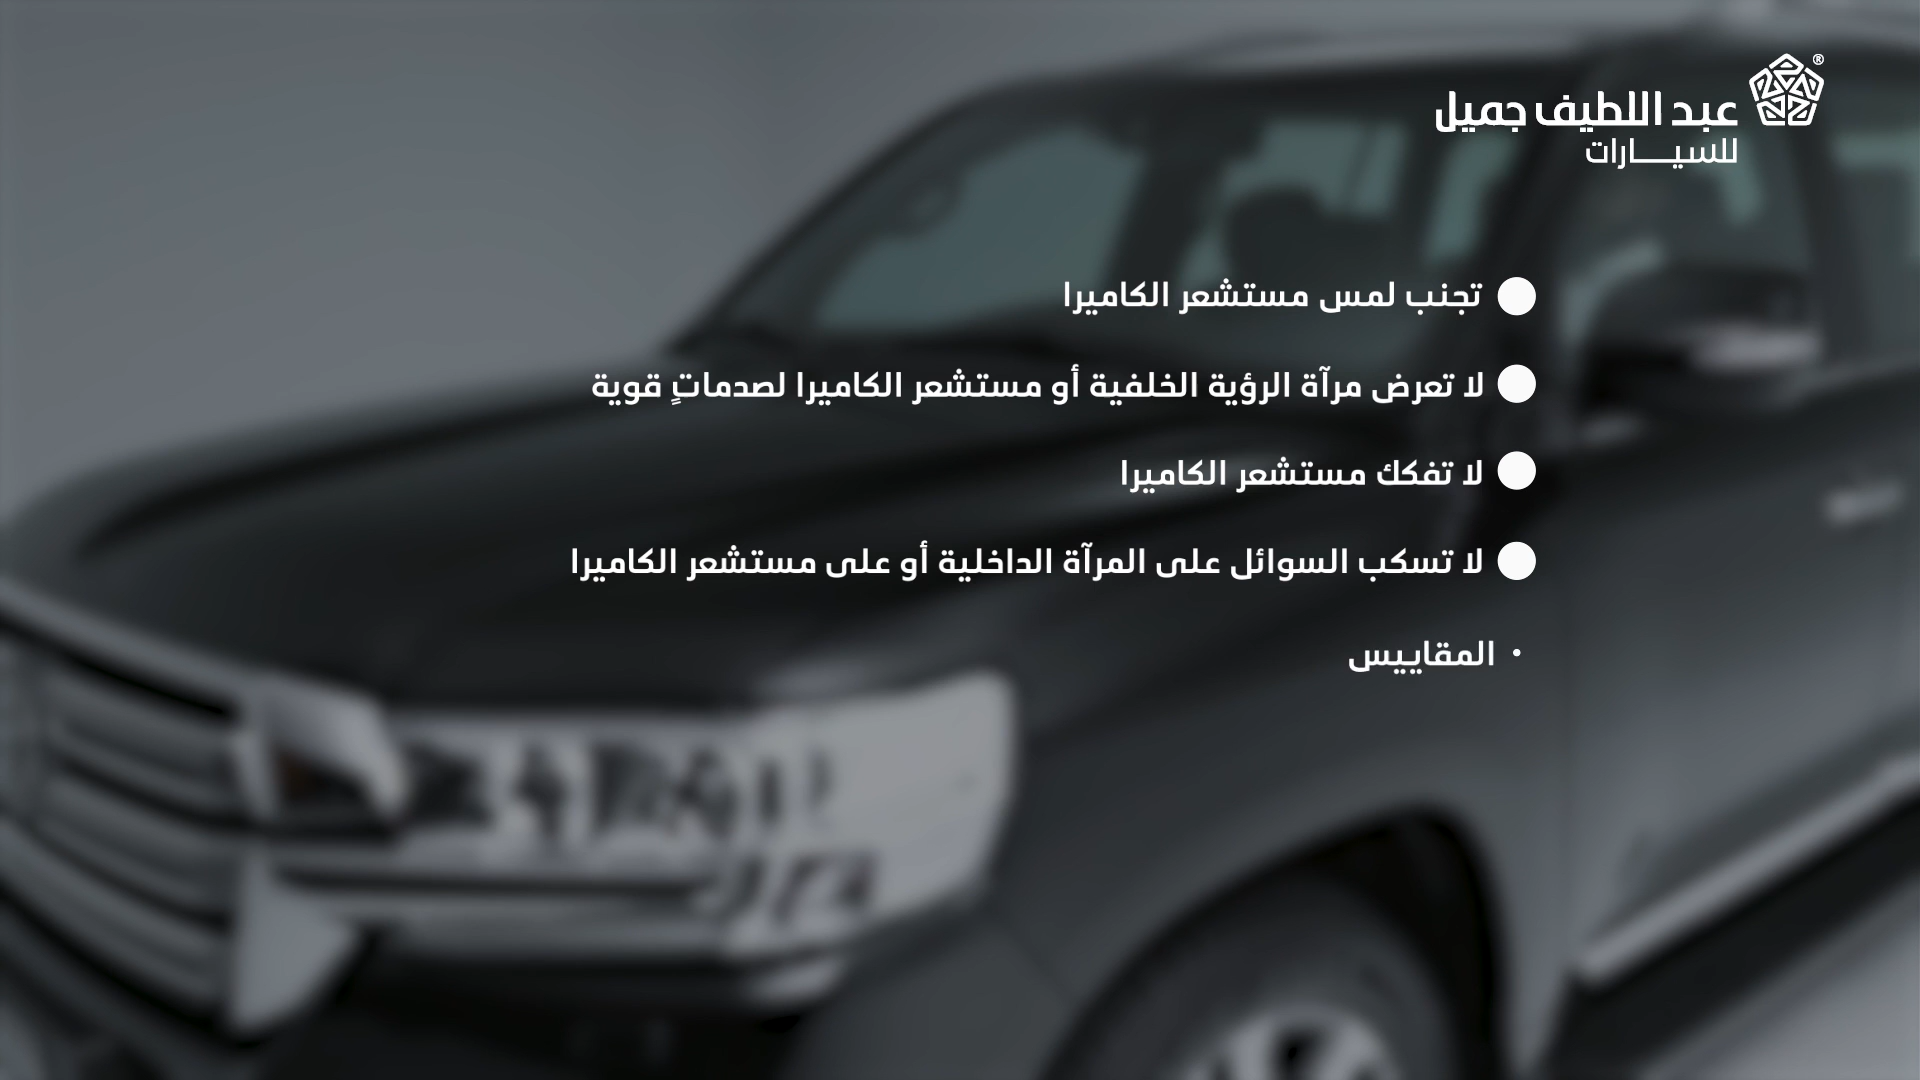 عبد اللطيف جميل
للسيـــارات
تجنب لمس مستشعر الكاميرا
لا تعرض مرآة الرؤية الخلفية أو مستشعر الكاميرا لصدماتٍ قوية
لا تفكك مستشعر الكاميرا
لا تسكب السوائل على المرآة الداخلية أو على مستشعر الكاميرا
المقاييس